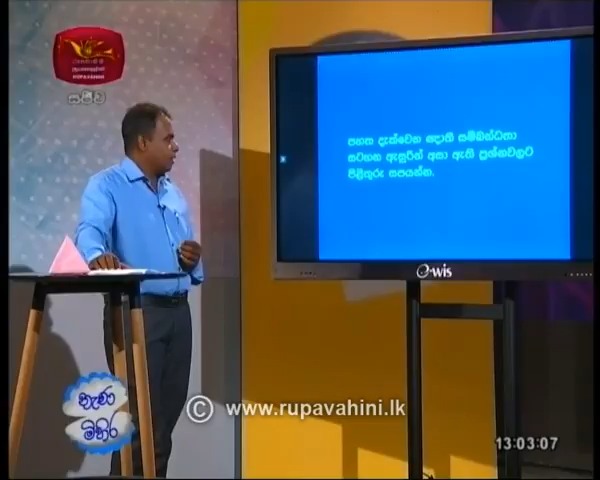 RUPAVAHINI
සජීව
පහත දැක්වෙන ඥාති සම්බන්ධතා
සටහන ඇසුරින් අසා ඇති ප්‍රශ්නවලට
පිළිතුරු සපයන්න.
e-wis
නැණ
මිහිර
© www.rupavahini.lk
13:03:07